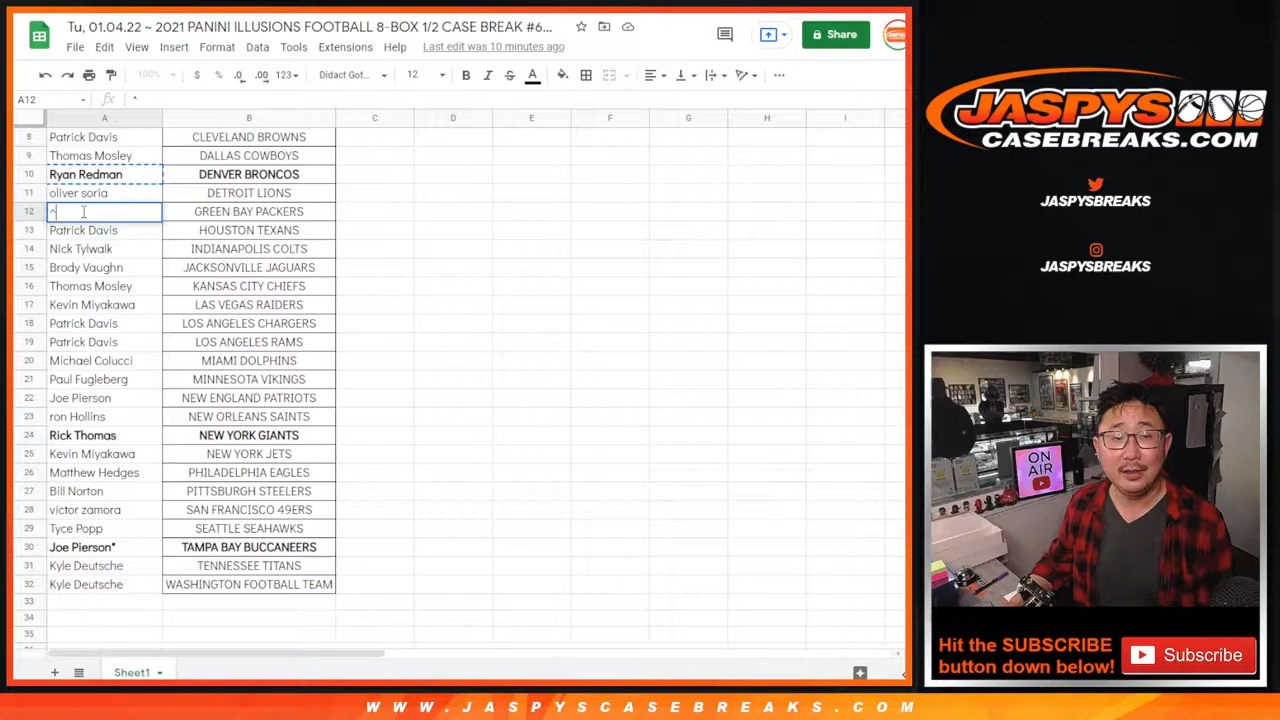 Tu, 01.04.22 ~ 2021 PANINI ILLUSIONS FOOTBALL 8-BOX 1/2 CASE BREAK #6...
File Edit View Insert Format Data Tools Extensions Help Last edit was 10 minutes ago
Share
100% $ % .0 .00 123 Didact Got... 12 B I S A
A12 fx ^
A B C D E F G H I
8 Patrick Davis CLEVELAND BROWNS
9 Thomas Mosley DALLAS COWBOYS
10 Ryan Redman DENVER BRONCOS
11 oliver soria DETROIT LIONS
12 ^ GREEN BAY PACKERS
13 Patrick Davis HOUSTON TEXANS
14 Nick Tylwalk INDIANAPOLIS COLTS
15 Brody Vaughn JACKSONVILLE JAGUARS
16 Thomas Mosley KANSAS CITY CHIEFS
17 Kevin Miyakawa LAS VEGAS RAIDERS
18 Patrick Davis LOS ANGELES CHARGERS
19 Patrick Davis LOS ANGELES RAMS
20 Michael Colucci MIAMI DOLPHINS
21 Paul Fugleberg MINNESOTA VIKINGS
22 Joe Pierson NEW ENGLAND PATRIOTS
23 ron Hollins NEW ORLEANS SAINTS
24 Rick Thomas NEW YORK GIANTS
25 Kevin Miyakawa NEW YORK JETS
26 Matthew Hedges PHILADELPHIA EAGLES
27 Bill Norton PITTSBURGH STEELERS
28 victor zamora SAN FRANCISCO 49ERS
29 Tyce Popp SEATTLE SEAHAWKS
30 Joe Pierson* TAMPA BAY BUCCANEERS
31 Kyle Deutsche TENNESSEE TITANS
32 Kyle Deutsche WASHINGTON FOOTBALL TEAM
33
34
35
Sheet1
JASPYS
CASEBREAKS.COM
JASPYSBREAKS
JASPYSBREAKS
ON
AIR
Hit the SUBSCRIBE
button down below!
Subscribe
WWW.JASPYSCASEBREAKS.COM